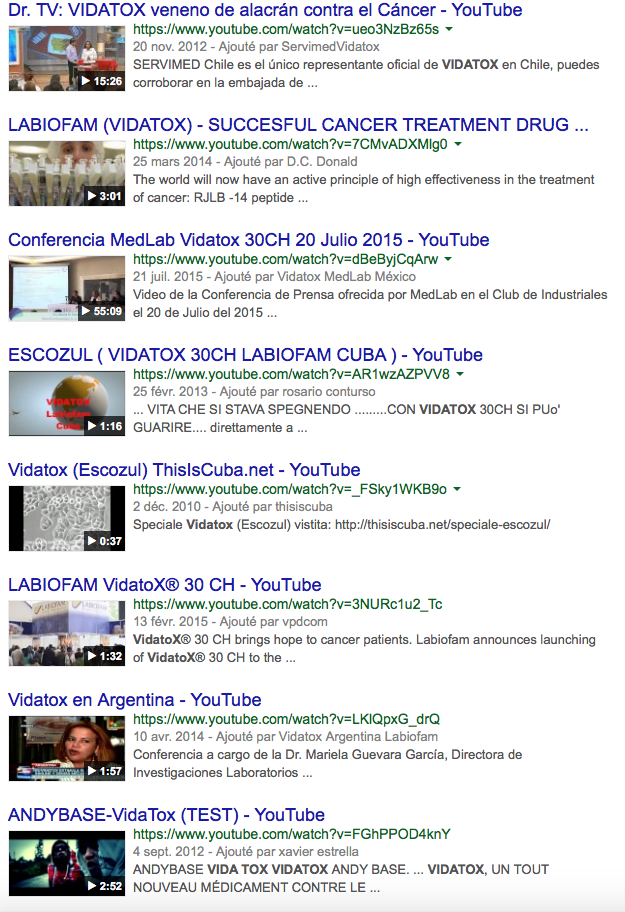 Dr. TV: VIDATOX veneno de alacrán contra el Cáncer - YouTube
https://www.youtube.com/watch?v=ueo3NzBz65s
20 nov. 2012 - Ajouté par ServimedVidatox
15:26
SERVIMED Chile es el único representante oficial de VIDATOX en Chile, puedes
corroborar en la embajada de ...
LABIOFAM (VIDATOX) - SUCCESFUL CANCER TREATMENT DRUG ...
https://www.youtube.com/watch?v=7CMvADXMlg0
25 mars 2014 - Ajouté par D.C. Donald
3:01
The world will now have an active principle of high effectiveness in the treatment
of cancer: RJLB -14 peptide ...
Conferencia MedLab Vidatox 30CH 20 Julio 2015 - YouTube
https://www.youtube.com/watch?v=dBeByjCqArw
21 juil. 2015 - Ajouté par Vidatox MedLab México
55:09
Video de la Conferencia de Prensa ofrecida por MedLab en el Club de Industriales
el 20 de Julio del 2015 ...
ESCOZUL ( VIDATOX 30CH LABIOFAM CUBA ) - YouTube
https://www.youtube.com/watch?v=AR1wzAZPVV8
25 févr. 2013 - Ajouté par rosario conturso
VIDATOX
Labiofam
Cuba
1:16
... VITA CHE SI STAVA SPEGNENDO .........CON VIDATOX 30CH SI PUo'
GUARIRE.... direttamente a ...
Vidatox (Escozul) ThisIsCuba.net - YouTube
https://www.youtube.com/watch?v=_FSky1WKB9o
2 déc. 2010 - Ajouté par thisiscuba
0:37
Speciale Vidatox (Escozul) vistita: http://thisiscuba.net/speciale-escozul/
LABIOFAM VidatoX® 30 CH - YouTube
https://www.youtube.com/watch?v=3NURc1u2_Tc
13 févr. 2015 - Ajouté par vpdcom
1:32
VidatoX® 30 CH brings hope to cancer patients. Labiofam announces launching
of VidatoX® 30 CH to the ...
Vidatox en Argentina - YouTube
https://www.youtube.com/watch?v=LKlQpxG_drQ
10 avr. 2014 - Ajouté par Vidatox Argentina Labiofam
1:57
Conferencia a cargo de la Dr. Mariela Guevara García, Directora de
Investigaciones Laboratorios ...
ANDYBASE-VidaTox (TEST) - YouTube
https://www.youtube.com/watch?v=FGhPPOD4knY
4 sept. 2012 - Ajouté par xavier estrella
2:52
ANDYBASE VIDA TOX VIDATOX ANDY BASE. ... VIDATOX, UN TOUT
NOUVEAU MÉDICAMENT CONTRE LE ...